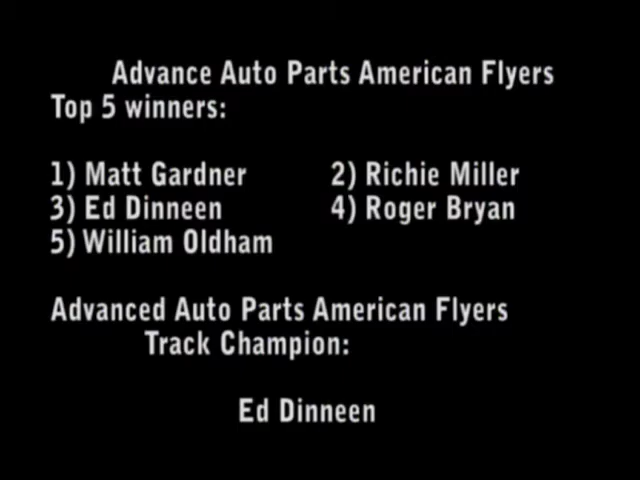 Advance Auto Parts American Flyers
Top 5 winners:
1) Matt Gardner 2) Richie Miller
3) Ed Dinneen 4) Roger Bryan
5) William Oldham
Advanced Auto Parts American Flyers
Track Champion:
Ed Dinneen